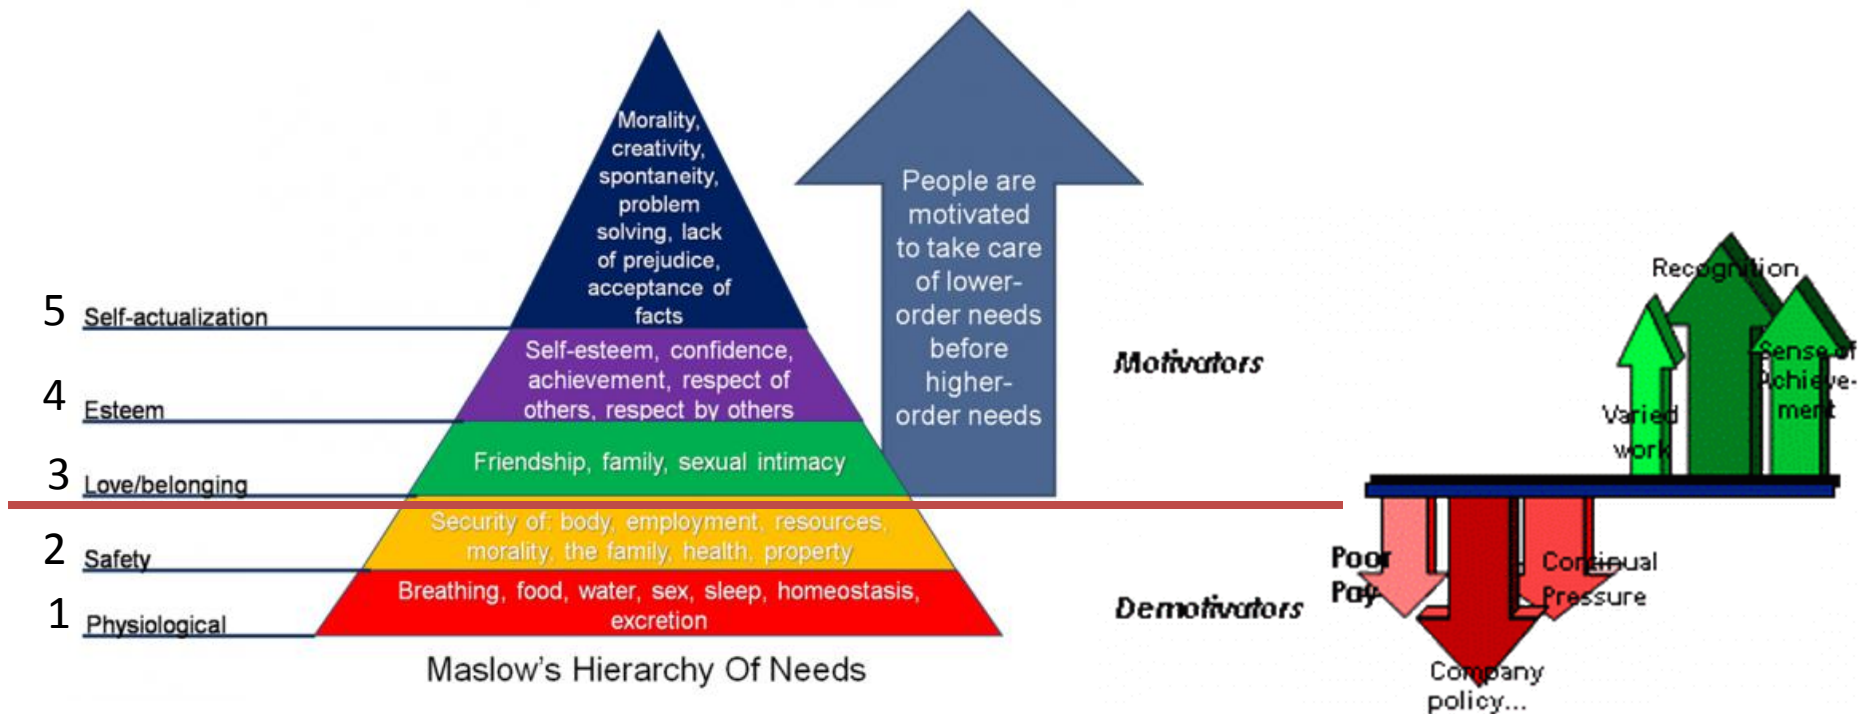 Morality,
creativity,
spontaneity,
problem
solving, lack
of prejudice,
acceptance of
facts
5 Self-actualization
Self-esteem, confidence,
achievement, respect of
others, respect by others
4 Esteem
Friendship, family, sexual intimacy
3 Love/belonging
Security of: body, employment, resources,
morality, the family, health, property
2 Safety
Breathing, food, water, sex, sleep, homeostasis,
excretion
1 Physiological
Maslow's Hierarchy Of Needs
People are
motivated
to take care
of lower-
order needs
before
higher-
order needs
Motivators
Demotivators
Recognition
Sense of
Achieve-
ment
Varied
work
Poor
Pay
Continual
Pressure
Company
policy...